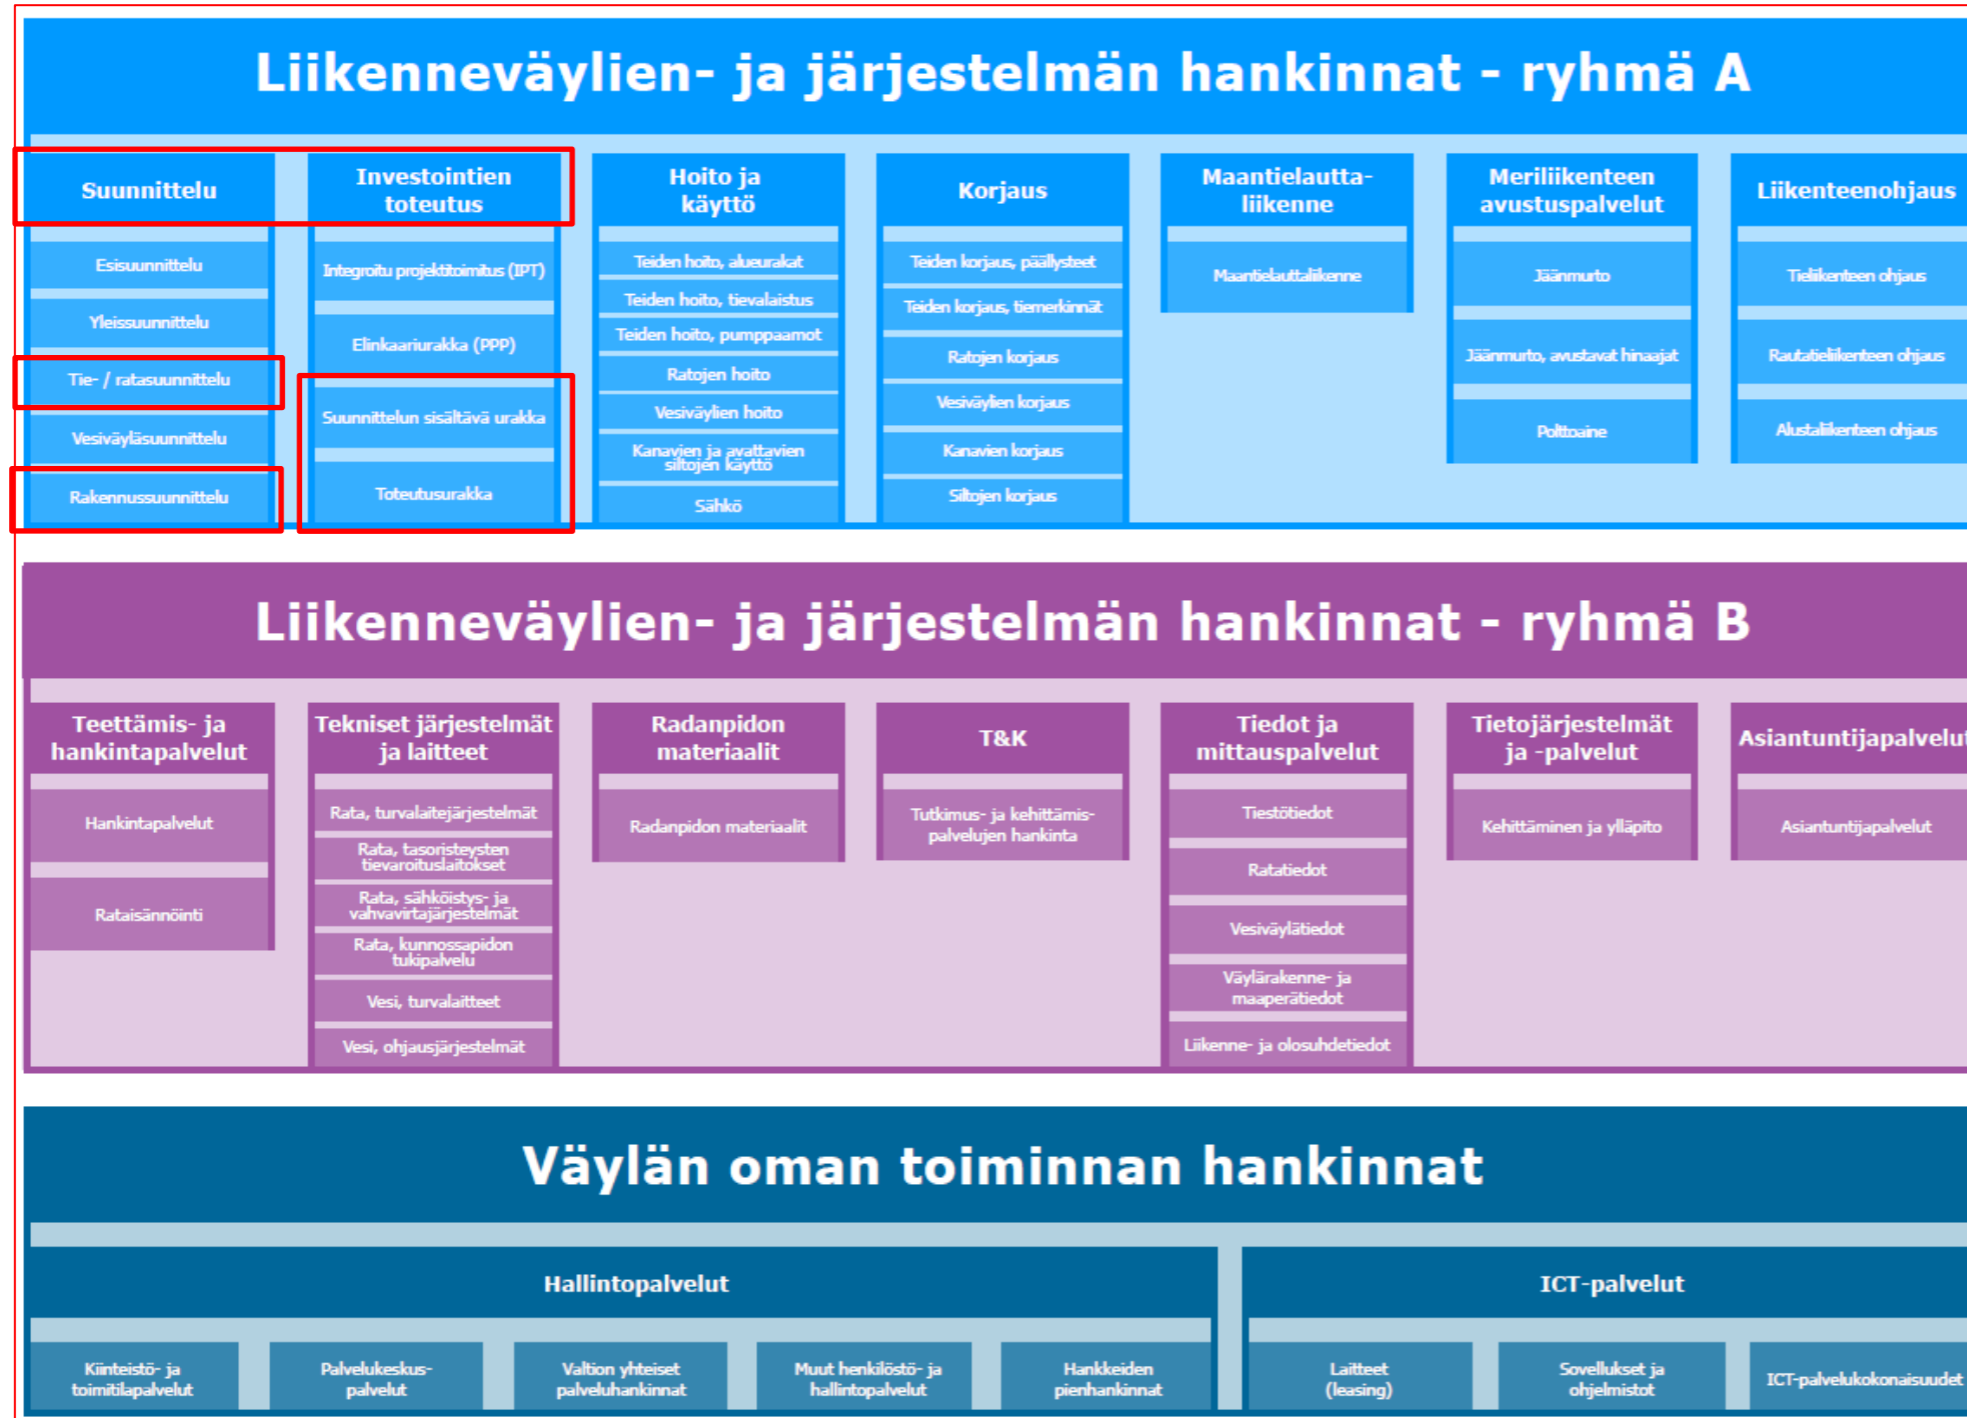 Liikenneväylien- ja järjestelmän hankinnat - ryhmä A
Suunnittelu
Esisuunnittelu
Yleissuunnittelu
Tie- / ratasuunnittelu
Vesiväyläsuunnittelu
Rakennussuunnittelu
Investointien
toteutus
Integroitu projektitoimitus (IPT)
Elinkaariurakka (PPP)
Suunnittelun sisältävä urakka
Toteutusurakka
Hoito ja
käyttö
Teiden hoito, alueurakat
Teiden hoito, tievalaistus
Teiden hoito, pumppaamot
Ratojen hoito
Vesiväylien hoito
Kanavien ja avattavien
siltojen käyttö
Sähkö
Korjaus
Teiden korjaus, päällysteet
Teiden korjaus, tiemerkinnät
Ratojen korjaus
Vesiväylien korjaus
Kanavien korjaus
Siltojen korjaus
Maantielautta-
liikenne
Maantielauttaliikenne
Meriliikenteen
avustuspalvelut
Jäänmurto
Jäänmurto, avustavat hinaajat
Polttoaine
Liikenteenohjaus
Tieliikenteen ohjaus
Rautatieliikenteen ohjaus
Alusliikenteen ohjaus
Liikenneväylien- ja järjestelmän hankinnat - ryhmä B
Teettämis- ja
hankintapalvelut
Hankintapalvelut
Rataisännöinti
Tekniset järjestelmät
ja laitteet
Rata, turvalaitejärjestelmät
Rata, tasoristeysten
tievaroituslaitokset
Rata, sähköistys- ja
vahvavirtajärjestelmät
Rata, kunnossapidon
tukipalvelu
Vesi, turvalaitteet
Vesi, ohjausjärjestelmät
Radanpidon
materiaalit
Radanpidon materiaalit
T&K
Tutkimus- ja kehittämis-
palvelujen hankinta
Tiedot ja
mittauspalvelut
Tiestötiedot
Ratatiedot
Vesiväylätiedot
Väylärakenne- ja
maaperätiedot
Liikenne- ja olosuhdetiedot
Tietojärjestelmät
ja -palvelut
Kehittäminen ja ylläpito
Asiantuntijapalvelut
Asiantuntijapalvelut
Väylän oman toiminnan hankinnat
Hallintopalvelut
Kiinteistö- ja
toimitilapalvelut
Palvelukeskus-
palvelut
Valtion yhteiset
palveluhankinnat
Muut henkilöstö- ja
hallintopalvelut
Hankkeiden
pienhankinnat
ICT-palvelut
Laitteet
(leasing)
Sovellukset ja
ohjelmistot
ICT-palvelukokonaisuudet